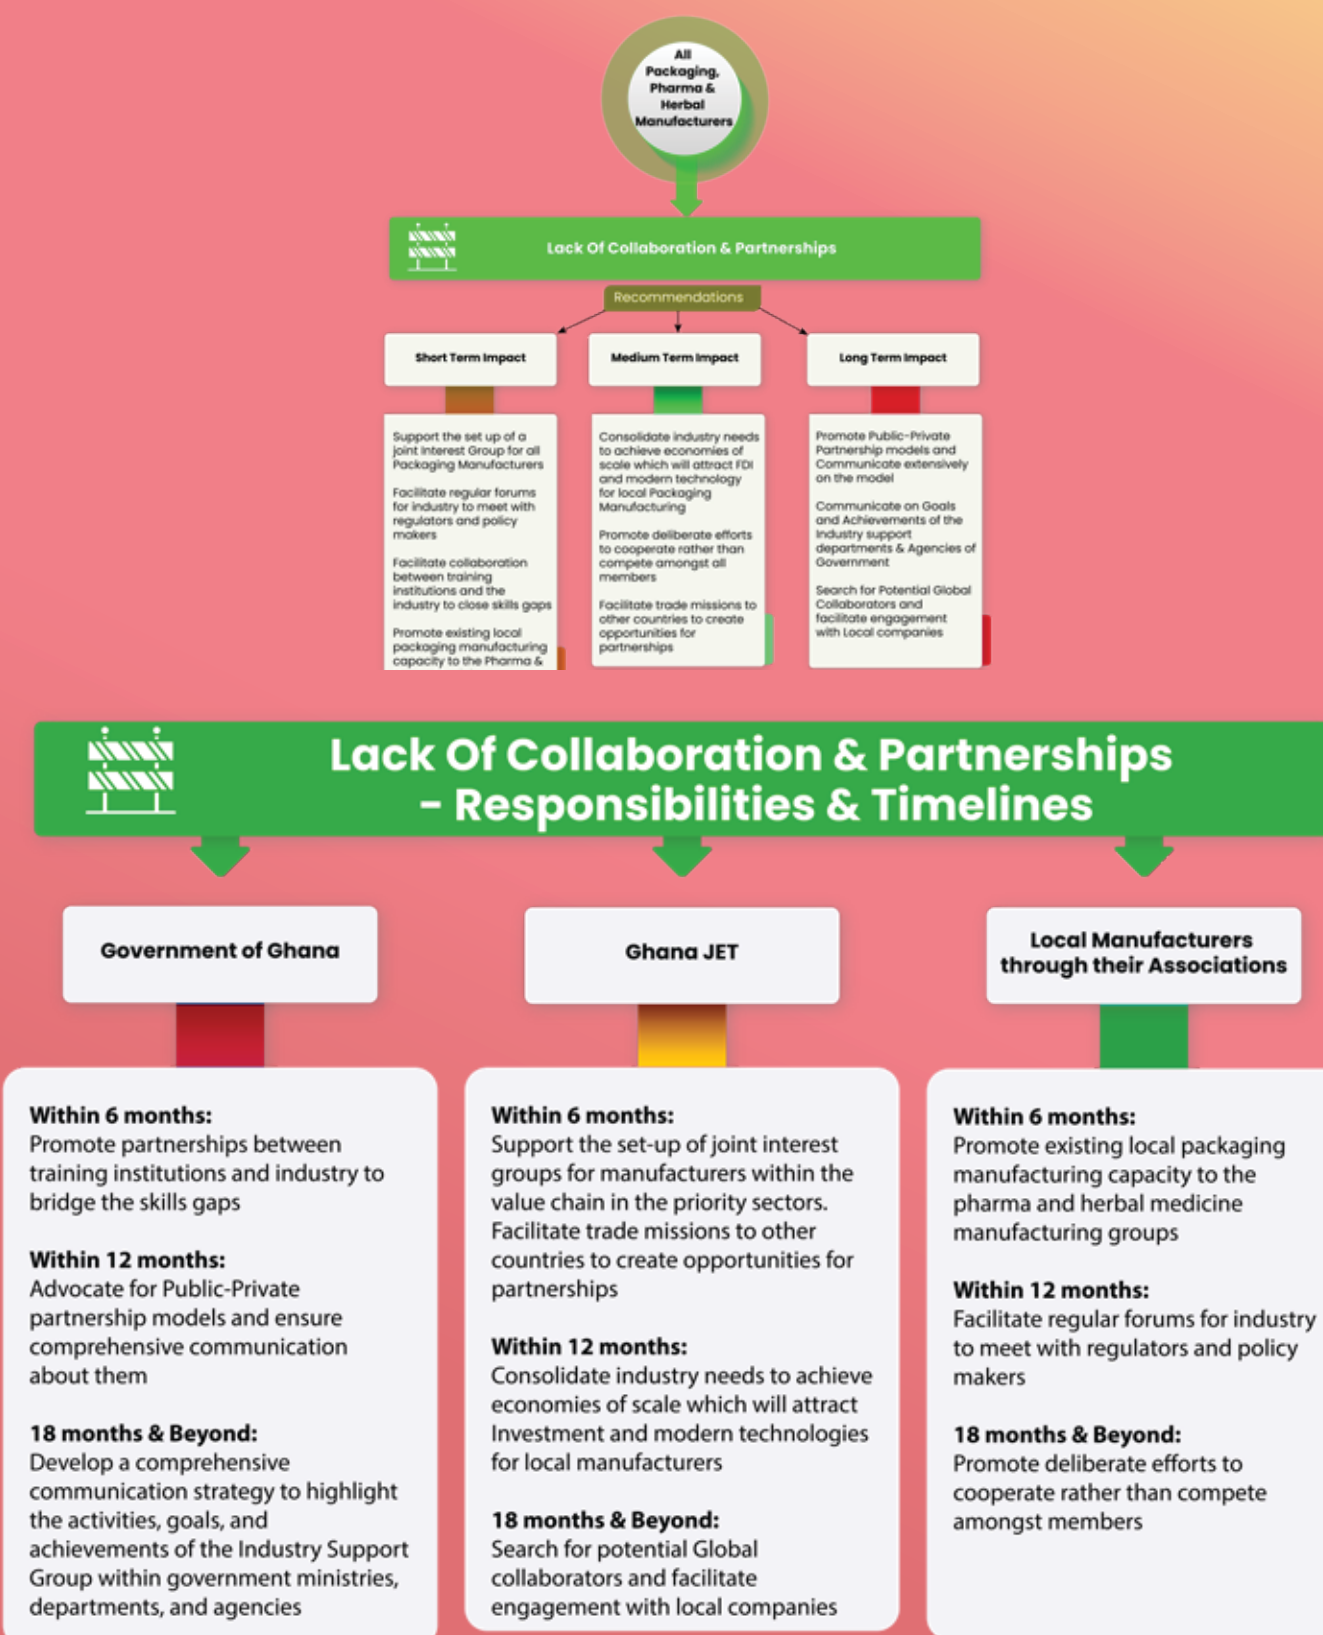 All
Packaging,
Pharma &
Herbal
Manufacturers
Lack Of Collaboration & Partnerships
Recommendations
Short Term Impact
Medium Term Impact
Long Term Impact
Support the set up of a
joint Interest Group for all
Packaging Manufacturers
Facilitate regular forums
for industry to meet with
regulators and policy
makers
Facilitate collaboration
between training
institutions and the
industry to close skills gaps
Promote existing local
packaging manufacturing
capacity to the Pharma &
Consolidate industry needs
to achieve economies of
scale which will attract FDI
and modern technology
for local Packaging
Manufacturing
Promote deliberate efforts
to cooperate rather than
compete amongst all
members
Facilitate trade missions to
other countries to create
opportunities for
partnerships
Promote Public-Private
Partnership models and
Communicate extensively
on the model
Communicate on Goals
and Achievements of the
Industry support
departments & Agencies of
Government
Search for Potential Global
Collaborators and
facilitate engagement
with Local companies
Lack Of Collaboration & Partnerships
- Responsibilities & Timelines
Government of Ghana
Ghana JET
Local Manufacturers
through their Associations
Within 6 months:
Promote partnerships between
training institutions and industry to
bridge the skills gaps
Within 12 months:
Advocate for Public-Private
partnership models and ensure
comprehensive communication
about them
18 months & Beyond:
Develop a comprehensive
communication strategy to highlight
the activities, goals, and
achievements of the Industry Support
Group within government ministries,
departments, and agencies
Within 6 months:
Support the set-up of joint interest
groups for manufacturers within the
value chain in the priority sectors.
Facilitate trade missions to other
countries to create opportunities for
partnerships
Within 12 months:
Consolidate industry needs to achieve
economies of scale which will attract
Investment and modern technologies
for local manufacturers
18 months & Beyond:
Search for potential Global
collaborators and facilitate
engagement with local companies
Within 6 months:
Promote existing local packaging
manufacturing capacity to the
pharma and herbal medicine
manufacturing groups
Within 12 months:
Facilitate regular forums for industry
to meet with regulators and policy
makers
18 months & Beyond:
Promote deliberate efforts to
cooperate rather than compete
amongst members